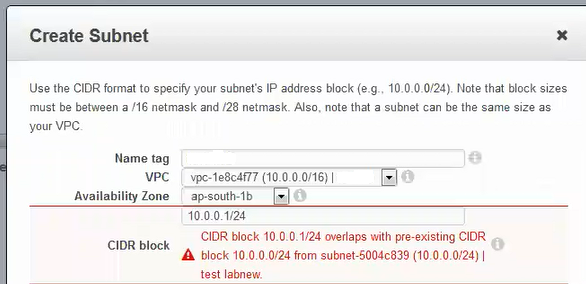 Create Subnet
Use the CIDR format to specify your subnet's IP address block (e.g., 10.0.0.0/24). Note that block sizes
must be between a /16 netmask and /28 netmask. Also, note that a subnet can be the same size as
your VPC.
Name tag
VPC vpc-1e8c4f77 (10.0.0.0/16) |
Availability Zone ap-south-1b
10.0.0.1/24
CIDR block
CIDR block 10.0.0.1/24 overlaps with pre-existing CIDR
block 10.0.0.0/24 from subnet-5004c839 (10.0.0.0/24) |
test labnew.